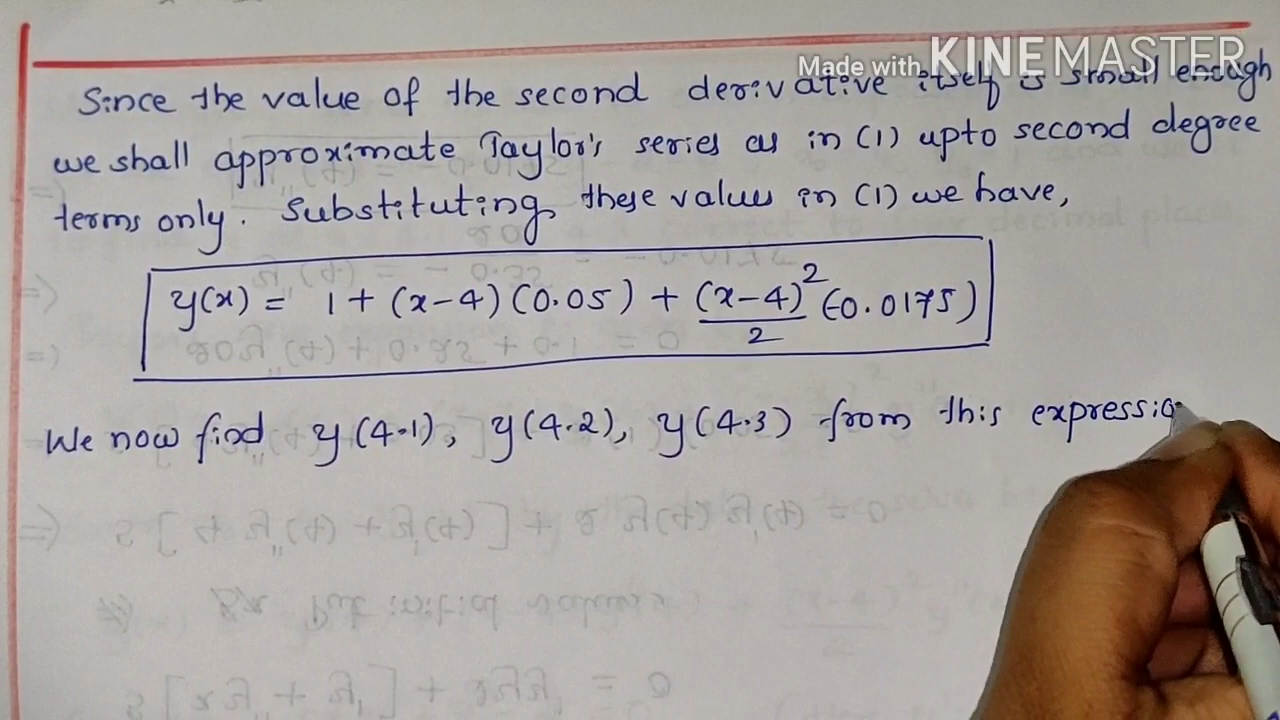 Made with KINEMASTER
Since the value of the second derivative itself is small enough
we shall approximate Taylor's series as in (1) upto second degree
terms only. Substituting these values in (1) we have,
y(x) = 1 + (x-4) (0.05) + (x-4)²/2 (-0.0175)
We now find y(4.1), y(4.2), y(4.3) from this expressio